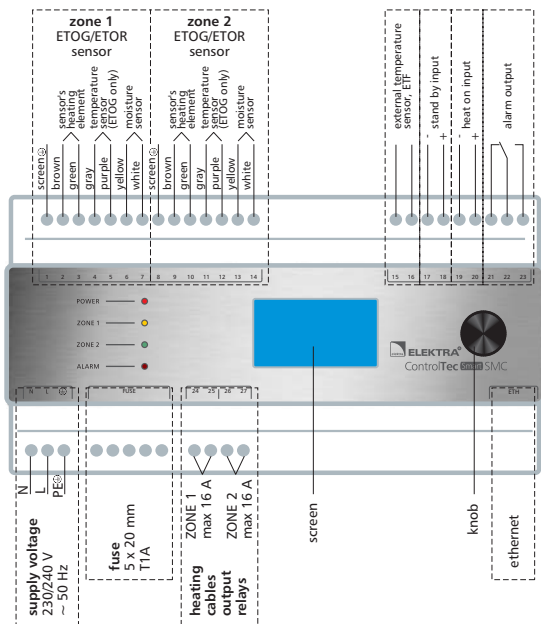 zone 1
ETOG/ETOR
sensor
zone 2
ETOG/ETOR
sensor
screen
brown
sensor's
heating
element
green
gray
temperature
sensor
(ETOG only)
purple
yellow
moisture
sensor
white
screen
brown
sensor's
heating
element
green
gray
temperature
sensor
(ETOG only)
purple
yellow
moisture
sensor
white
external temperature
sensor, ETF
- stand by input +
- heat on input +
alarm output
1 2 3 4 5 6 7 8 9 10 11 12 13 14
15 16 17 18 19 20 21 22 23
POWER
ZONE 1
ZONE 2
ALARM
ELEKTRA®
ControlTec Smart SMC
N L
FUSE
24 25 26 27
ETH
N
L
PE
supply voltage
230/240 V
~ 50 Hz
fuse
5 x 20 mm
T1A
ZONE 1
max 16 A
ZONE 2
max 16 A
heating
cables
output
relays
screen
knob
ethernet